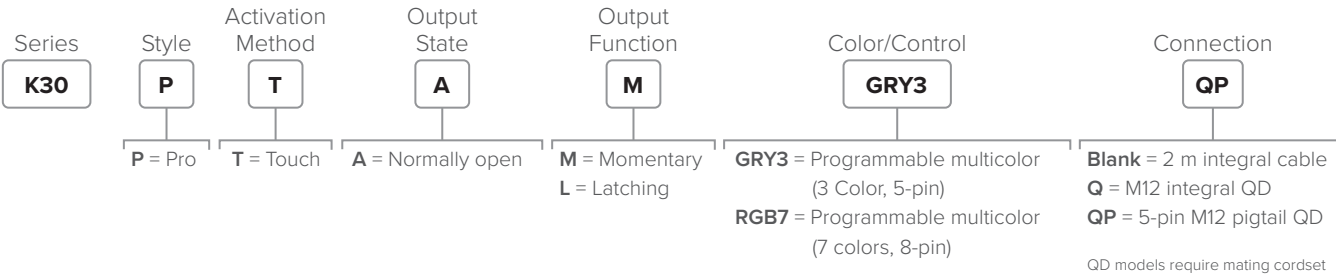 Series
Style
Activation
Method
Output
State
Output
Function
Color/Control
Connection
K30
P
T
A
M
GRY3
QP
P = Pro
T = Touch
A = Normally open
M = Momentary
L = Latching
GRY3 = Programmable multicolor
(3 Color, 5-pin)
RGB7 = Programmable multicolor
(7 colors, 8-pin)
Blank = 2 m integral cable
Q = M12 integral QD
QP = 5-pin M12 pigtail QD
QD models require mating cordset